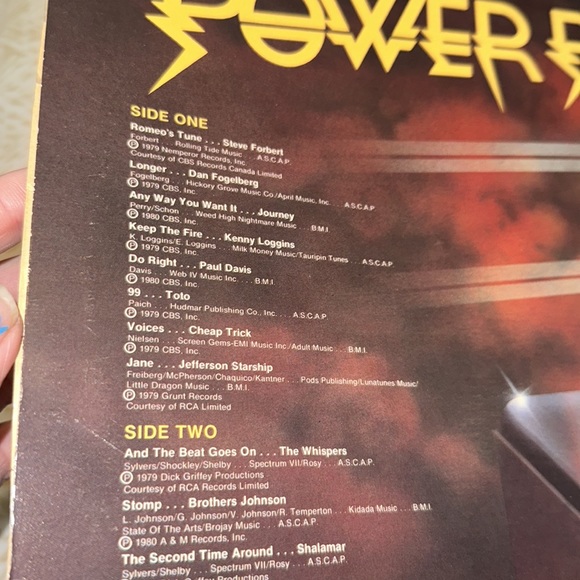 POWER
SIDE ONE
Romeo's Tune . . . Steve Forbert
Forbert . . . Rolling Tide Music . . . A.S.C.A.P.
Ⓟ 1979 Nemperor Records, Inc.
Courtesy of CBS Records Canada Limited
Longer . . . Dan Fogelberg
Fogelberg . . . Hickory Grove Music Co./April Music, Inc. . . . A.S.C.A.P.
Ⓟ 1979 CBS, Inc.
Any Way You Want It . . . Journey
Perry/Schon . . . Weed High Nightmare Music . . . B.M.I.
Ⓟ 1980 CBS, Inc.
Keep The Fire . . . Kenny Loggins
K. Loggins/E. Loggins . . . Milk Money Music/Tauripin Tunes . . . A.S.C.A.P.
Ⓟ 1979 CBS, Inc.
Do Right . . . Paul Davis
Davis . . . Web IV Music Inc. . . . B.M.I.
Ⓟ 1980 CBS, Inc.
99 . . . Toto
Paich . . . Hudmar Publishing Co., Inc. . . . A.S.C.A.P.
Ⓟ 1979 CBS, Inc.
Voices . . . Cheap Trick
Nielsen . . . Screen Gems-EMI Music Inc./Adult Music . . . B.M.I.
Ⓟ 1979 CBS, Inc.
Jane . . . Jefferson Starship
Freiberg/McPherson/Chaquico/Kantner . . . Pods Publishing/Lunatunes Music/
Little Dragon Music . . . B.M.I.
Ⓟ 1979 Grunt Records
Courtesy of RCA Limited
SIDE TWO
And The Beat Goes On . . . The Whispers
Sylvers/Shockley/Shelby . . . Spectrum VII/Rosy . . . A.S.C.A.P.
Ⓟ 1979 Dick Griffey Productions
Courtesy of RCA Records Limited
Stomp . . . Brothers Johnson
L. Johnson/G. Johnson/V. Johnson/R. Temperton . . . Kidada Music . . . B.M.I.
State Of The Arts/Brojay Music . . . A.S.C.A.P.
Ⓟ 1980 A & M Records, Inc.
The Second Time Around . . . Shalamar
Sylvers/Shelby . . . Spectrum VII/Rosy . . . A.S.C.A.P.
Griffey Productions